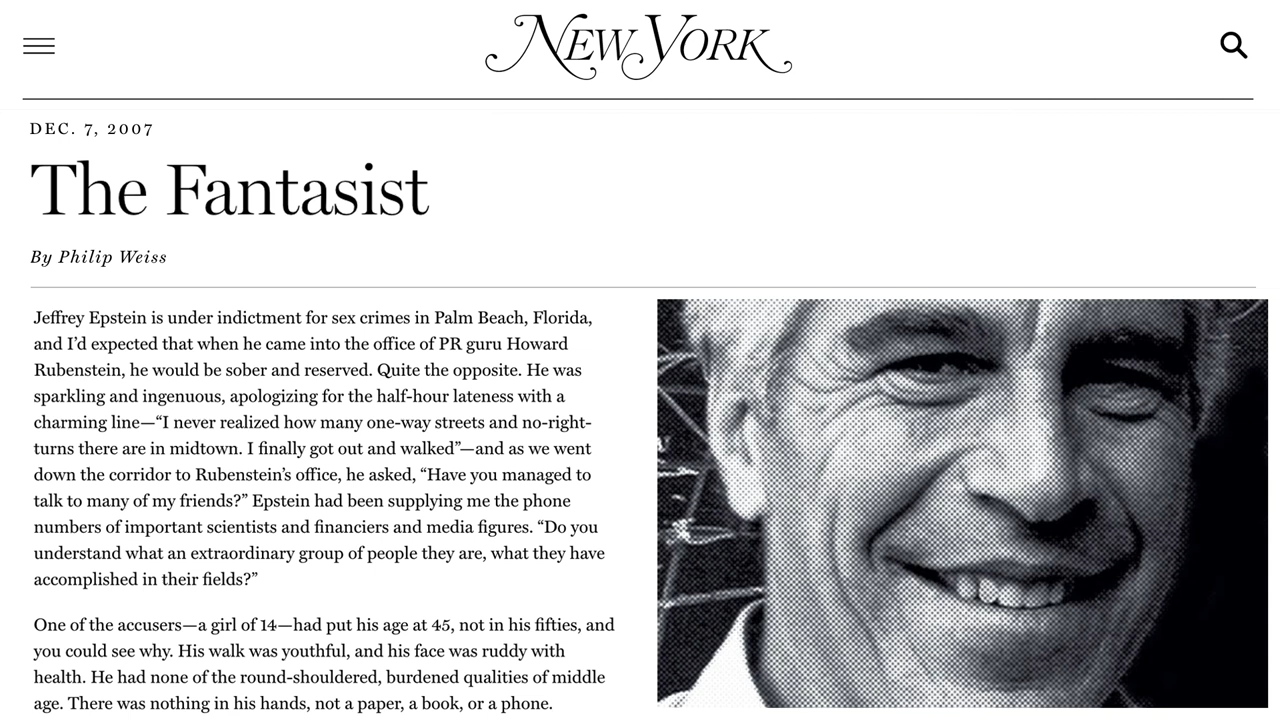 NEW YORK
DEC. 7, 2007
The Fantasist
By Philip Weiss
Jeffrey Epstein is under indictment for sex crimes in Palm Beach, Florida,
and I’d expected that when he came into the office of PR guru Howard
Rubenstein, he would be sober and reserved. Quite the opposite. He was
sparkling and ingenuous, apologizing for the half-hour lateness with a
charming line—“I never realized how many one-way streets and no-right-
turns there are in midtown. I finally got out and walked”—and as we went
down the corridor to Rubenstein’s office, he asked, “Have you managed to
talk to many of my friends?” Epstein had been supplying me the phone
numbers of important scientists and financiers and media figures. “Do you
understand what an extraordinary group of people they are, what they have
accomplished in their fields?”
One of the accusers—a girl of 14—had put his age at 45, not in his fifties, and
you could see why. His walk was youthful, and his face was ruddy with
health. He had none of the round-shouldered, burdened qualities of middle
age. There was nothing in his hands, not a paper, a book, or a phone.